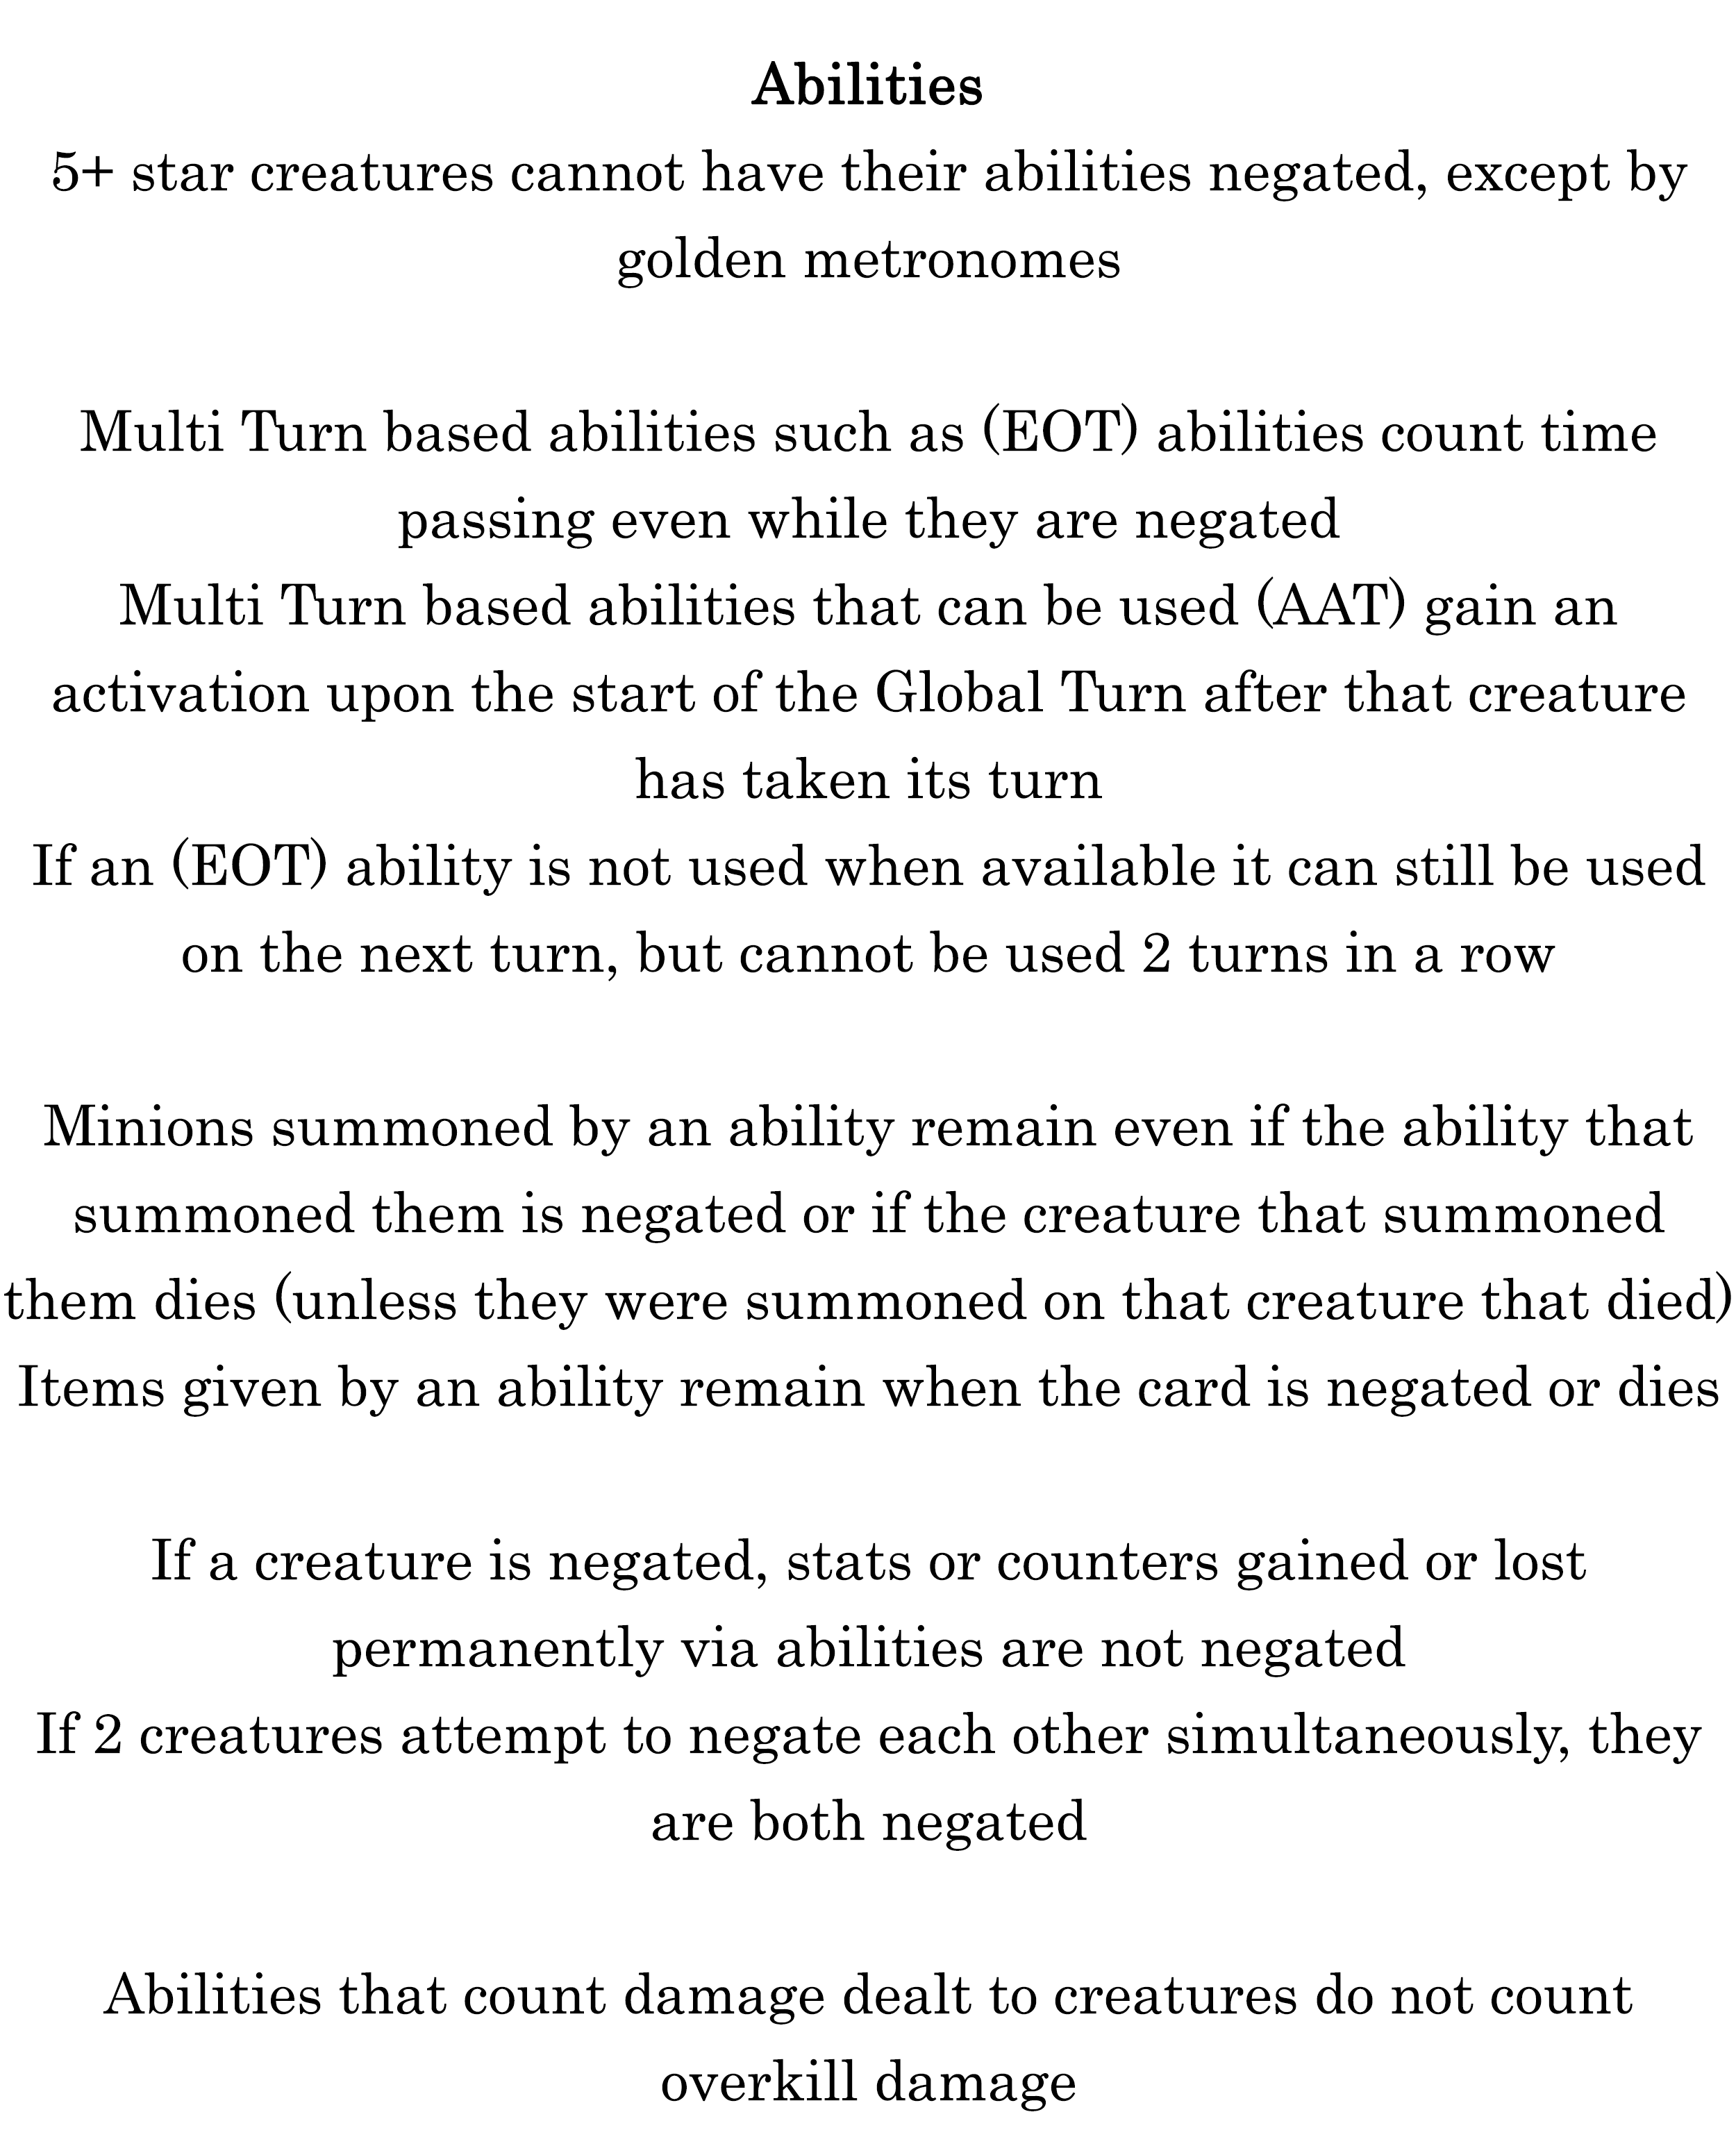 Abilities
5+ star creatures cannot have their abilities negated, except by
golden metronomes
Multi Turn based abilities such as (EOT) abilities count time
passing even while they are negated
Multi Turn based abilities that can be used (AAT) gain an
activation upon the start of the Global Turn after that creature
has taken its turn
If an (EOT) ability is not used when available it can still be used
on the next turn, but cannot be used 2 turns in a row
Minions summoned by an ability remain even if the ability that
summoned them is negated or if the creature that summoned
them dies (unless they were summoned on that creature that died)
Items given by an ability remain when the card is negated or dies
If a creature is negated, stats or counters gained or lost
permanently via abilities are not negated
If 2 creatures attempt to negate each other simultaneously, they
are both negated
Abilities that count damage dealt to creatures do not count
overkill damage